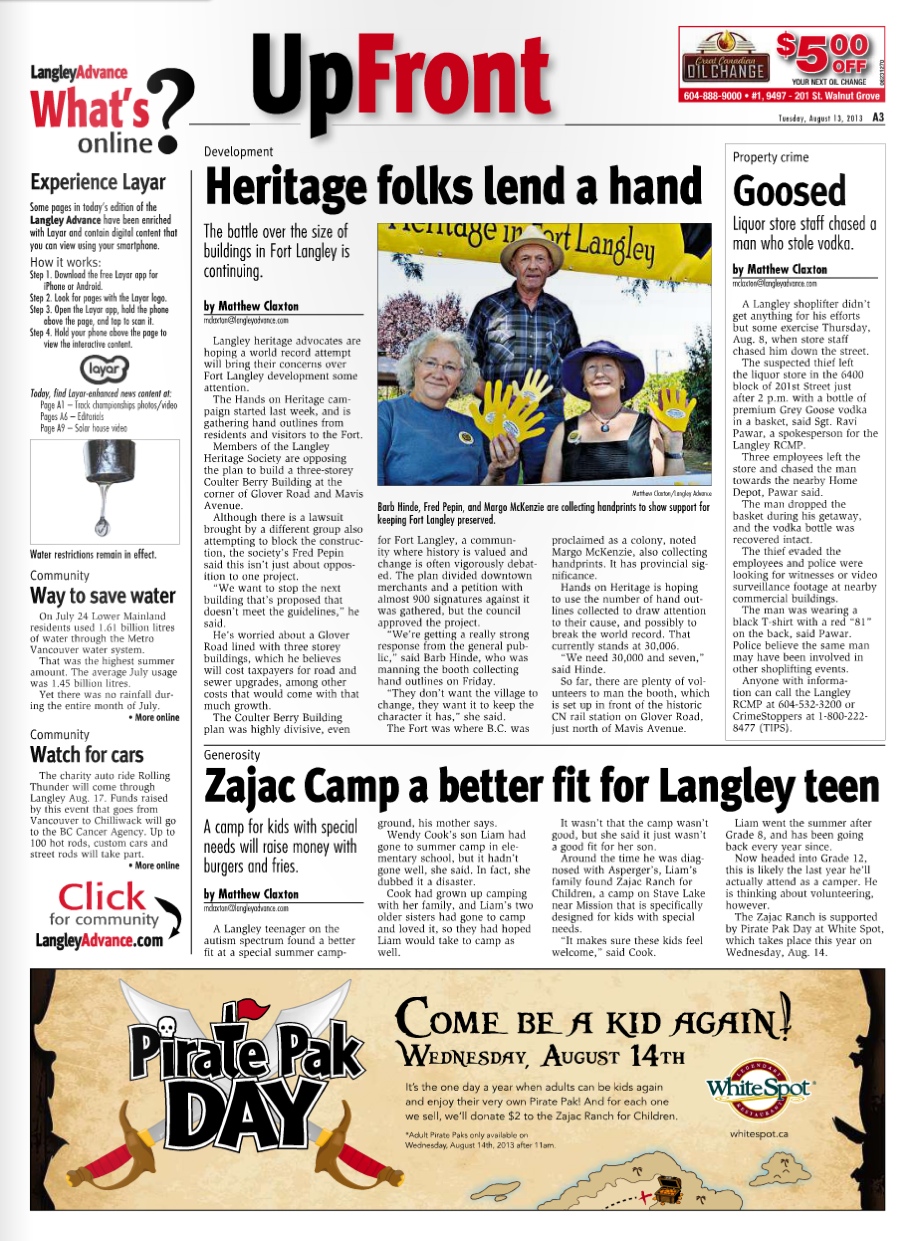 LangleyAdvance
What's
online?
UpFront
Great Canadian
OIL CHANGE
$5.00
OFF
YOUR NEXT OIL CHANGE
604-888-9000 • #1, 9497 - 201 St. Walnut Grove
Tuesday, August 13, 2013 A3
Experience Layar
Some pages in today's edition of the
Langley Advance have been enriched
with Layar and contain digital content that
you can view using your smartphone.
How it works:
Step 1. Download the free Layar app for
iPhone or Android.
Step 2. Look for pages with the Layar logo.
Step 3. Open the Layar app, hold the phone
above the page, and tap to scan it.
Step 4. Hold your phone above the page to
view the interactive content.
layar
Today, find Layar-enhanced news content at:
Page A1 – Track championships photos/video
Pages A6 – Editorials
Page A9 – Solar house video
Water restrictions remain in effect.
Community
Way to save water
On July 24 Lower Mainland
residents used 1.61 billion litres
of water through the Metro
Vancouver water system.
That was the highest summer
amount. The average July usage
was 1.45 billion litres.
Yet there was no rainfall dur-
ing the entire month of July.
• More online
Community
Watch for cars
The charity auto ride Rolling
Thunder will come through
Langley Aug. 17. Funds raised
by this event that goes from
Vancouver to Chilliwack will go
to the BC Cancer Agency. Up to
100 hot rods, custom cars and
street rods will take part.
• More online
Click
for community
LangleyAdvance.com
Development
Heritage folks lend a hand
The battle over the size of
buildings in Fort Langley is
continuing.
by Matthew Claxton
mclaxton@langleyadvance.com
Langley heritage advocates are
hoping a world record attempt
will bring their concerns over
Fort Langley development some
attention.
The Hands on Heritage cam-
paign started last week, and is
gathering hand outlines from
residents and visitors to the Fort.
Members of the Langley
Heritage Society are opposing
the plan to build a three-storey
Coulter Berry Building at the
corner of Glover Road and Mavis
Avenue.
Although there is a lawsuit
brought by a different group also
attempting to block the construc-
tion, the society's Fred Pepin
said this isn't just about oppos-
ition to one project.
"We want to stop the next
building that's proposed that
doesn't meet the guidelines," he
said.
He's worried about a Glover
Road lined with three storey
buildings, which he believes
will cost taxpayers for road and
sewer upgrades, among other
costs that would come with that
much growth.
The Coulter Berry Building
plan was highly divisive, even
Heritage in Fort Langley
Matthew Claxton/Langley Advance
Barb Hinde, Fred Pepin, and Margo McKenzie are collecting handprints to show support for
keeping Fort Langley preserved.
for Fort Langley, a commun-
ity where history is valued and
change is often vigorously debat-
ed. The plan divided downtown
merchants and a petition with
almost 900 signatures against it
was gathered, but the council
approved the project.
"We're getting a really strong
response from the general pub-
lic," said Barb Hinde, who was
manning the booth collecting
hand outlines on Friday.
"They don't want the village to
change, they want it to keep the
character it has," she said.
The Fort was where B.C. was
proclaimed as a colony, noted
Margo McKenzie, also collecting
handprints. It has provincial sig-
nificance.
Hands on Heritage is hoping
to use the number of hand out-
lines collected to draw attention
to their cause, and possibly to
break the world record. That
currently stands at 30,006.
"We need 30,000 and seven,"
said Hinde.
So far, there are plenty of vol-
unteers to man the booth, which
is set up in front of the historic
CN rail station on Glover Road,
just north of Mavis Avenue.
Property crime
Goosed
Liquor store staff chased a
man who stole vodka.
by Matthew Claxton
mclaxton@langleyadvance.com
A Langley shoplifter didn't
get anything for his efforts
but some exercise Thursday,
Aug. 8, when store staff
chased him down the street.
The suspected thief left
the liquor store in the 6400
block of 201st Street just
after 2 p.m. with a bottle of
premium Grey Goose vodka
in a basket, said Sgt. Ravi
Pawar, a spokesperson for the
Langley RCMP.
Three employees left the
store and chased the man
towards the nearby Home
Depot, Pawar said.
The man dropped the
basket during his getaway,
and the vodka bottle was
recovered intact.
The thief evaded the
employees and police were
looking for witnesses or video
surveillance footage at nearby
commercial buildings.
The man was wearing a
black T-shirt with a red "81"
on the back, said Pawar.
Police believe the same man
may have been involved in
other shoplifting events.
Anyone with informa-
tion can call the Langley
RCMP at 604-532-3200 or
CrimeStoppers at 1-800-222-
8477 (TIPS).
Generosity
Zajac Camp a better fit for Langley teen
A camp for kids with special
needs will raise money with
burgers and fries.
by Matthew Claxton
mclaxton@langleyadvance.com
A Langley teenager on the
autism spectrum found a better
fit at a special summer camp-
ground, his mother says.
Wendy Cook's son Liam had
gone to summer camp in ele-
mentary school, but it hadn't
gone well, she said. In fact, she
dubbed it a disaster.
Cook had grown up camping
with her family, and Liam's two
older sisters had gone to camp
and loved it, so they had hoped
Liam would take to camp as
well.
It wasn't that the camp wasn't
good, but she said it just wasn't
a good fit for her son.
Around the time he was diag-
nosed with Asperger's, Liam's
family found Zajac Ranch for
Children, a camp on Stave Lake
near Mission that is specifically
designed for kids with special
needs.
"It makes sure these kids feel
welcome," said Cook.
Liam went the summer after
Grade 8, and has been going
back every year since.
Now headed into Grade 12,
this is likely the last year he'll
actually attend as a camper. He
is thinking about volunteering,
however.
The Zajac Ranch is supported
by Pirate Pak Day at White Spot,
which takes place this year on
Wednesday, Aug. 14.
Pirate Pak
DAY
COME BE A KID AGAIN!
WEDNESDAY, AUGUST 14TH
It's the one day a year when adults can be kids again
and enjoy their very own Pirate Pak! And for each one
we sell, we'll donate $2 to the Zajac Ranch for Children.
*Adult Pirate Paks only available on
Wednesday, August 14th, 2013 after 11am.
LEGENDARY
White Spot
RESTAURANTS
whitespot.ca